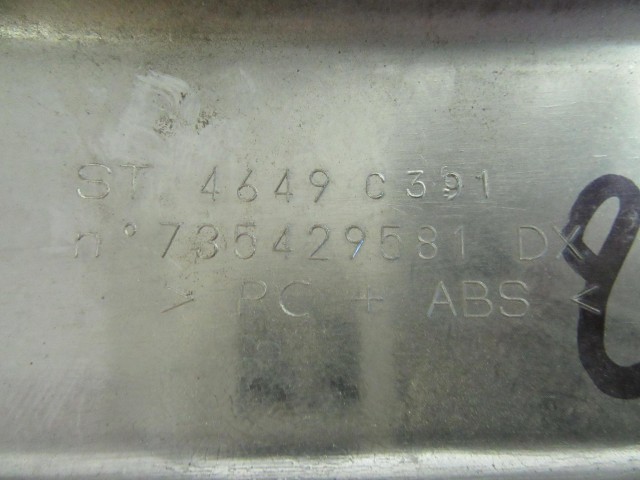 ST 4649 C391
n° 735429581 DX
> PC + ABS <